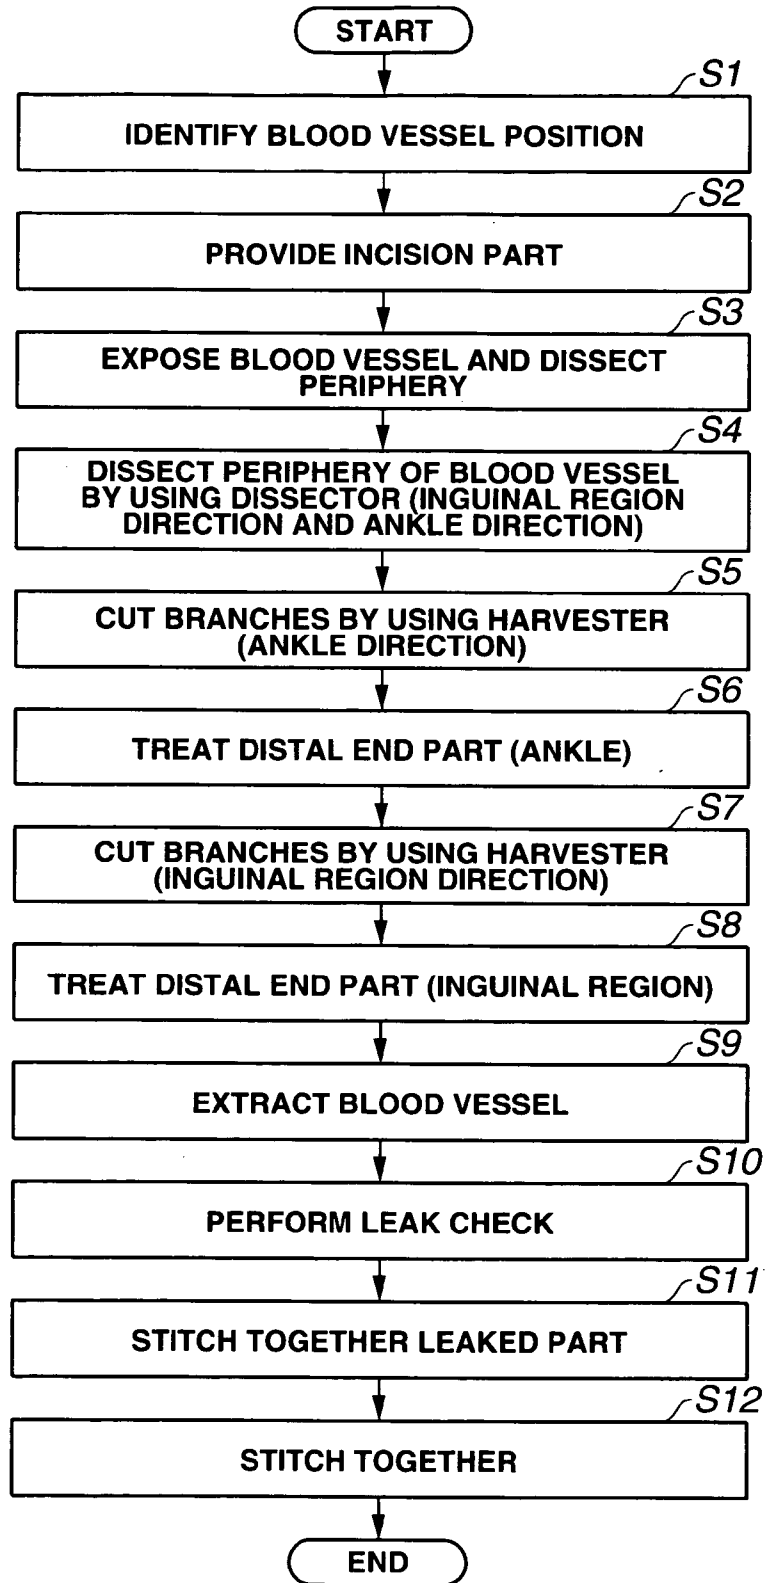 START
S1
IDENTIFY BLOOD VESSEL POSITION
S2
PROVIDE INCISION PART
S3
EXPOSE BLOOD VESSEL AND DISSECT
PERIPHERY
S4
DISSECT PERIPHERY OF BLOOD VESSEL
BY USING DISSECTOR (INGUINAL REGION
DIRECTION AND ANKLE DIRECTION)
S5
CUT BRANCHES BY USING HARVESTER
(ANKLE DIRECTION)
S6
TREAT DISTAL END PART (ANKLE)
S7
CUT BRANCHES BY USING HARVESTER
(INGUINAL REGION DIRECTION)
S8
TREAT DISTAL END PART (INGUINAL REGION)
S9
EXTRACT BLOOD VESSEL
S10
PERFORM LEAK CHECK
S11
STITCH TOGETHER LEAKED PART
S12
STITCH TOGETHER
END